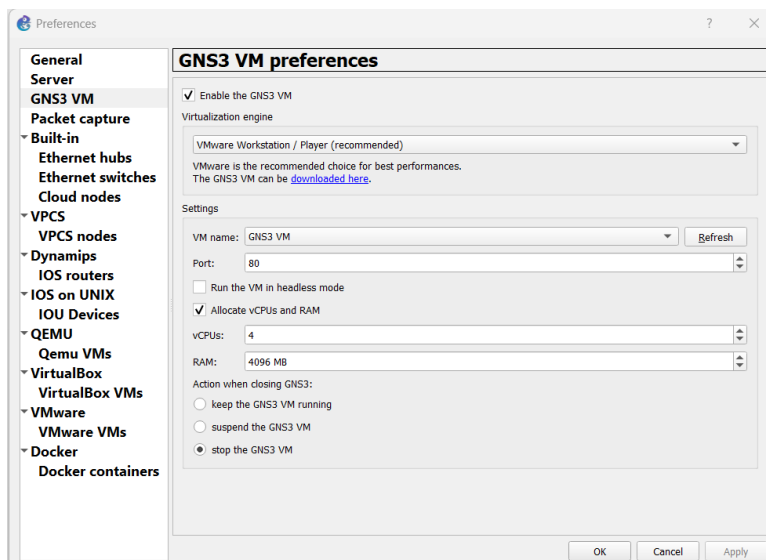 Preferences
?
General
Server
GNS3 VM
Packet capture
Built-in
Ethernet hubs
Ethernet switches
Cloud nodes
VPCS
VPCS nodes
Dynamips
IOS routers
IOS on UNIX
IOU Devices
QEMU
Qemu VMs
VirtualBox
VirtualBox VMs
VMware
VMware VMs
Docker
Docker containers
GNS3 VM preferences
Enable the GNS3 VM
Virtualization engine
VMware Workstation / Player (recommended)
VMware is the recommended choice for best performances.
The GNS3 VM can be downloaded here.
Settings
VM name: GNS3 VM Refresh
Port: 80
Run the VM in headless mode
Allocate vCPUs and RAM
vCPUs: 4
RAM: 4096 MB
Action when closing GNS3:
keep the GNS3 VM running
suspend the GNS3 VM
stop the GNS3 VM
OK Cancel Apply